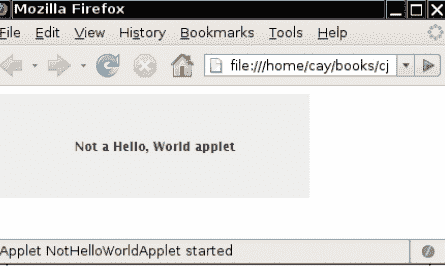 Mozilla Firefox
File Edit View History Bookmarks Tools Help
file:///home/cay/books/cj
Not a Hello, World applet
Applet NotHelloWorldApplet started